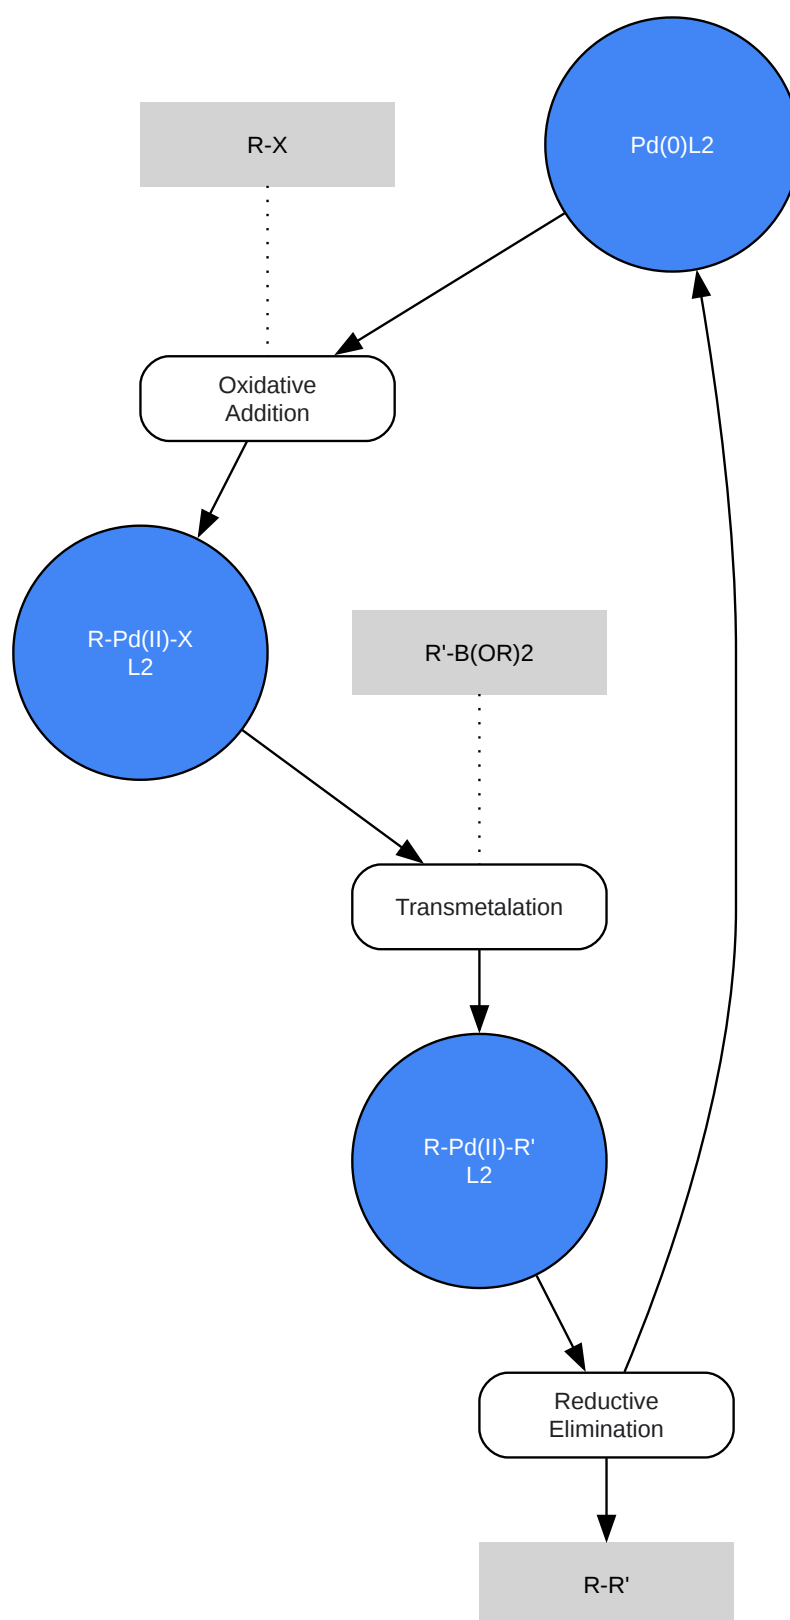 R-X
Pd(0)L2
Oxidative
Addition
R-Pd(II)-X
L2
R'-B(OR)2
Transmetalation
R-Pd(II)-R'
L2
Reductive
Elimination
R-R'